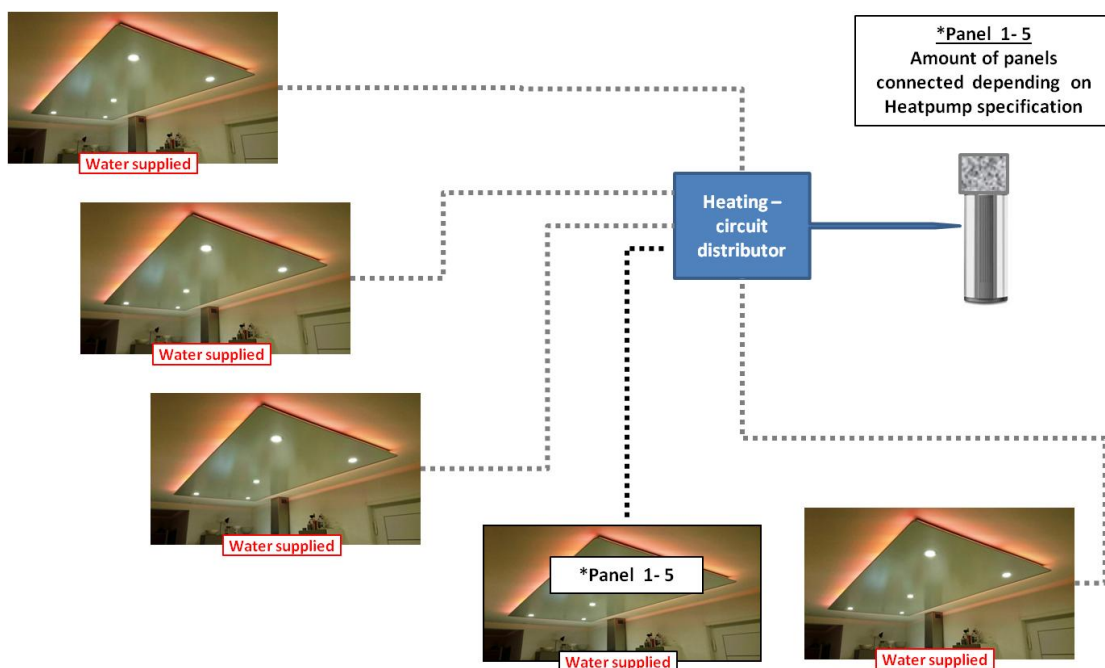 *Panel 1- 5
Amount of panels
connected depending on
Heatpump specification
Water supplied
Heating –
circuit
distributor
Water supplied
Water supplied
*Panel 1- 5
Water supplied
Water supplied